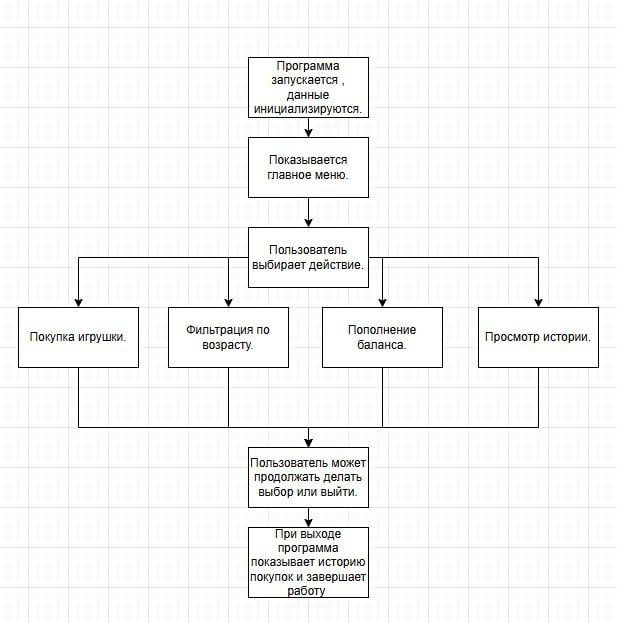 Программа
запускается ,
данные
инициализируются.
Показывается
главное меню.
Пользователь
выбирает действие.
Покупка игрушки.
Фильтрация по
возрасту.
Пополнение
баланса.
Просмотр истории.
Пользователь может
продолжать делать
выбор или выйти.
При выходе
программа
показывает историю
покупок и завершает
работу